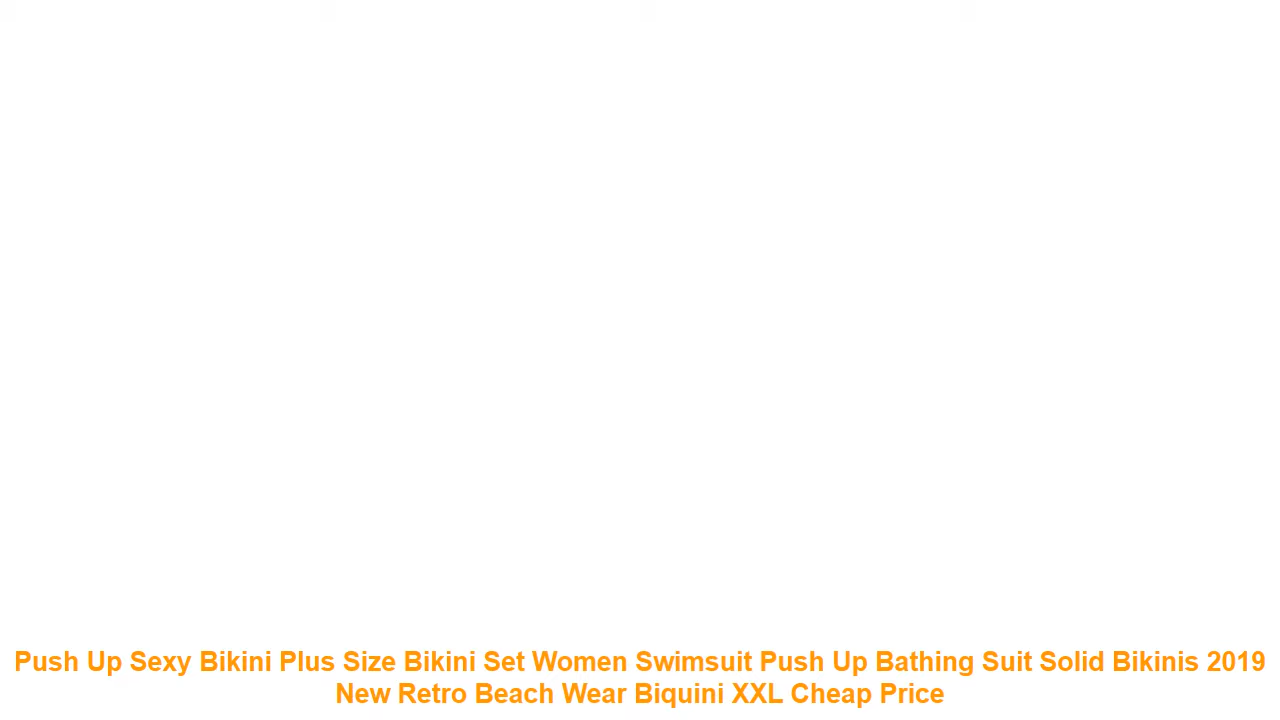 Push Up Sexy Bikini Plus Size Bikini Set Women Swimsuit Push Up Bathing Suit Solid Bikinis 2019
New Retro Beach Wear Biquini XXL Cheap Price